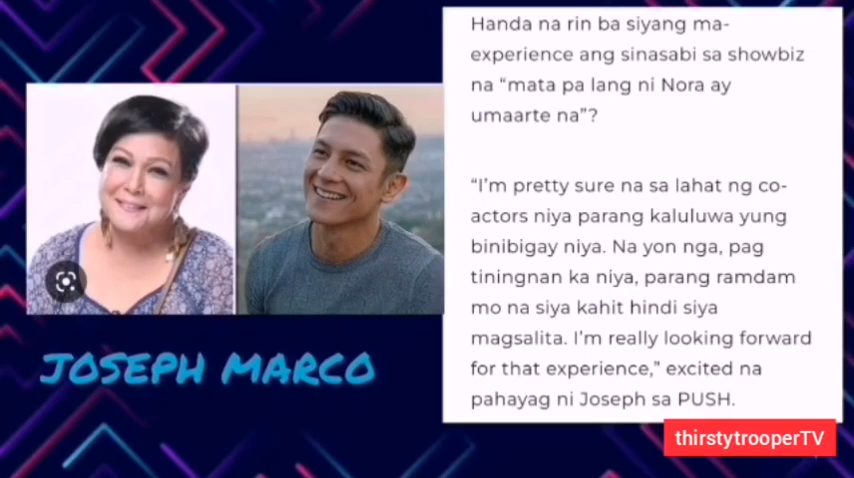 Handa na rin ba siyang ma-
experience ang sinasabi sa showbiz
na “mata pa lang ni Nora ay
umaarte na”?
“I’m pretty sure na sa lahat ng co-
actors niya parang kaluluwa yung
binibigay niya. Na yon nga, pag
tiningnan ka niya, parang ramdam
mo na siya kahit hindi siya
magsalita. I’m really looking forward
for that experience,” excited na
pahayag ni Joseph sa PUSH.
JOSEPH MARCO
thirstytrooperTV